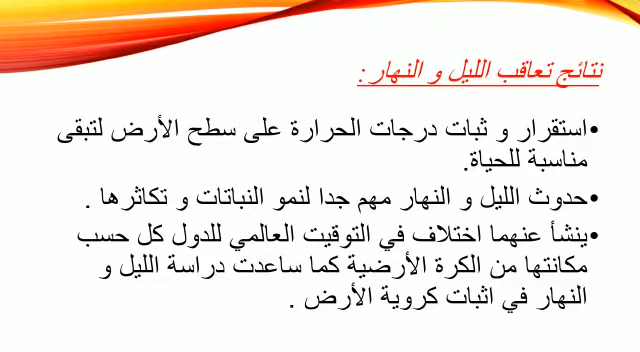 نتائج تعاقب الليل و النهار :
•استقرار و ثبات درجات الحرارة على سطح الأرض لتبقى
مناسبة للحياة.
•حدوث الليل و النهار مهم جدا لنمو النباتات و تكاثرها .
•ينشأ عنهما اختلاف في التوقيت العالمي للدول كل حسب
مكانتها من الكرة الأرضية كما ساعدت دراسة الليل و
النهار في اثبات كروية الأرض .